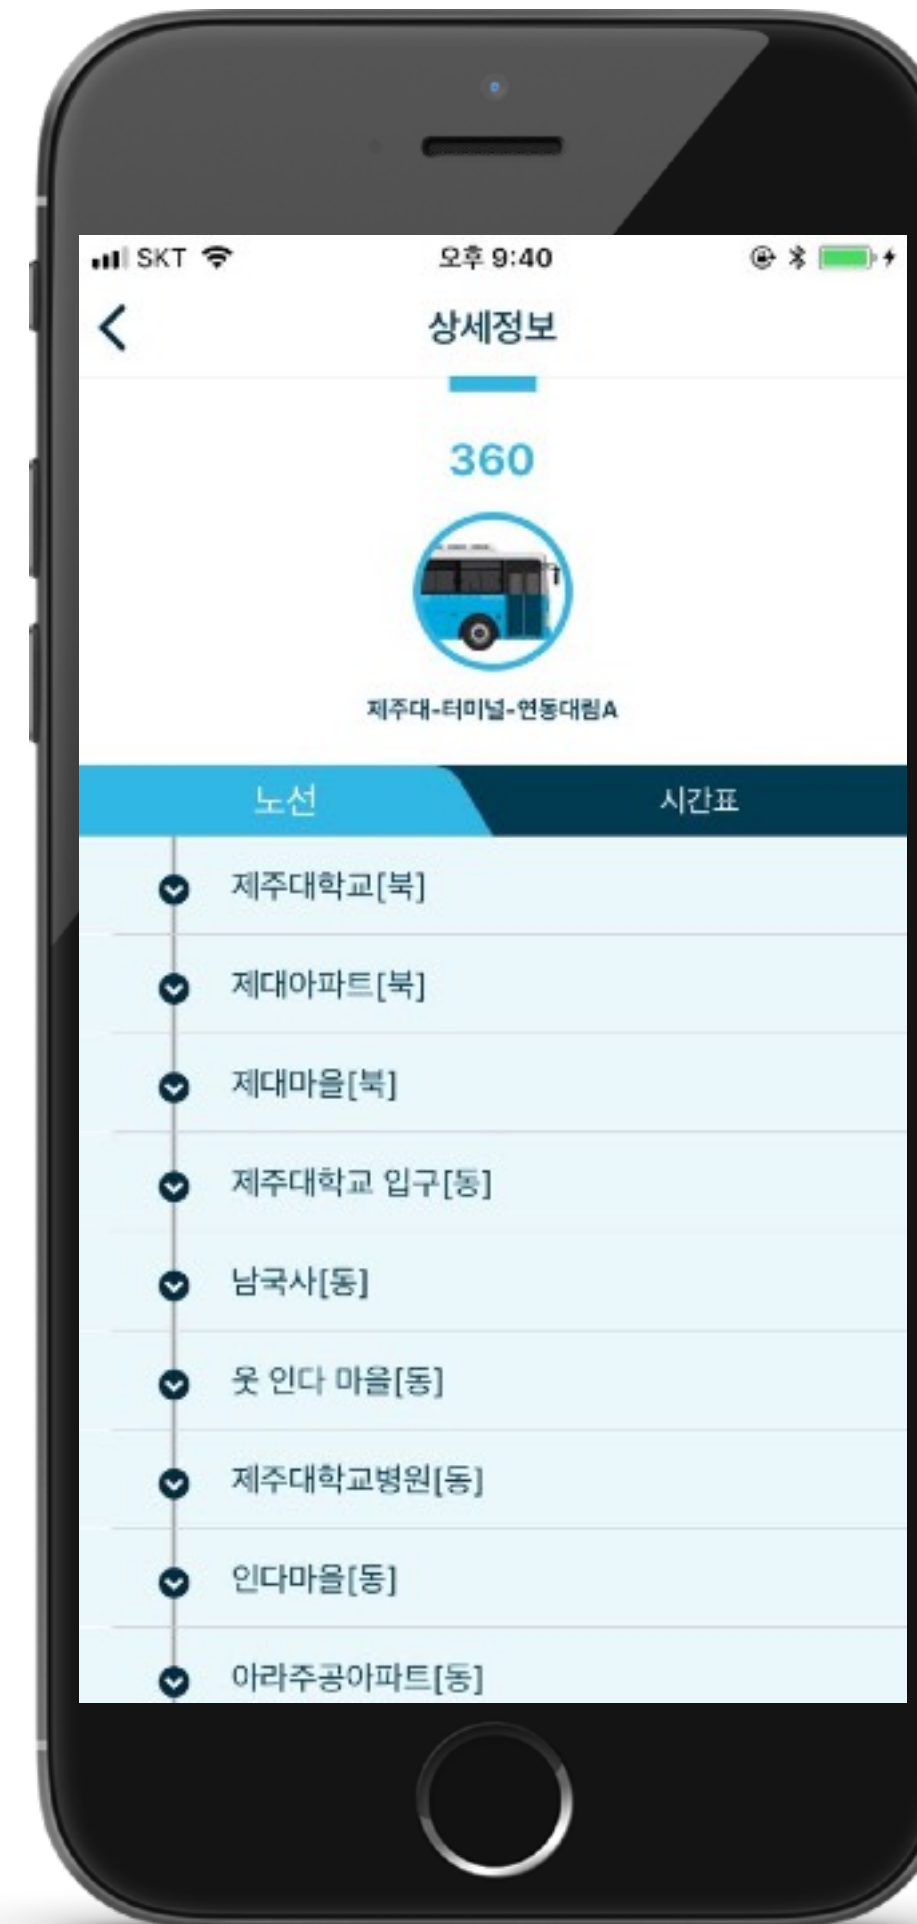 SKT 오후 9:40
상세정보
360
제주대-터미널-연동대림A
노선 시간표
제주대학교[북]
제대아파트[북]
제대마을[북]
제주대학교 입구[동]
남국사[동]
웃 인다 마을[동]
제주대학교병원[동]
인다마을[동]
아라주공아파트[동]